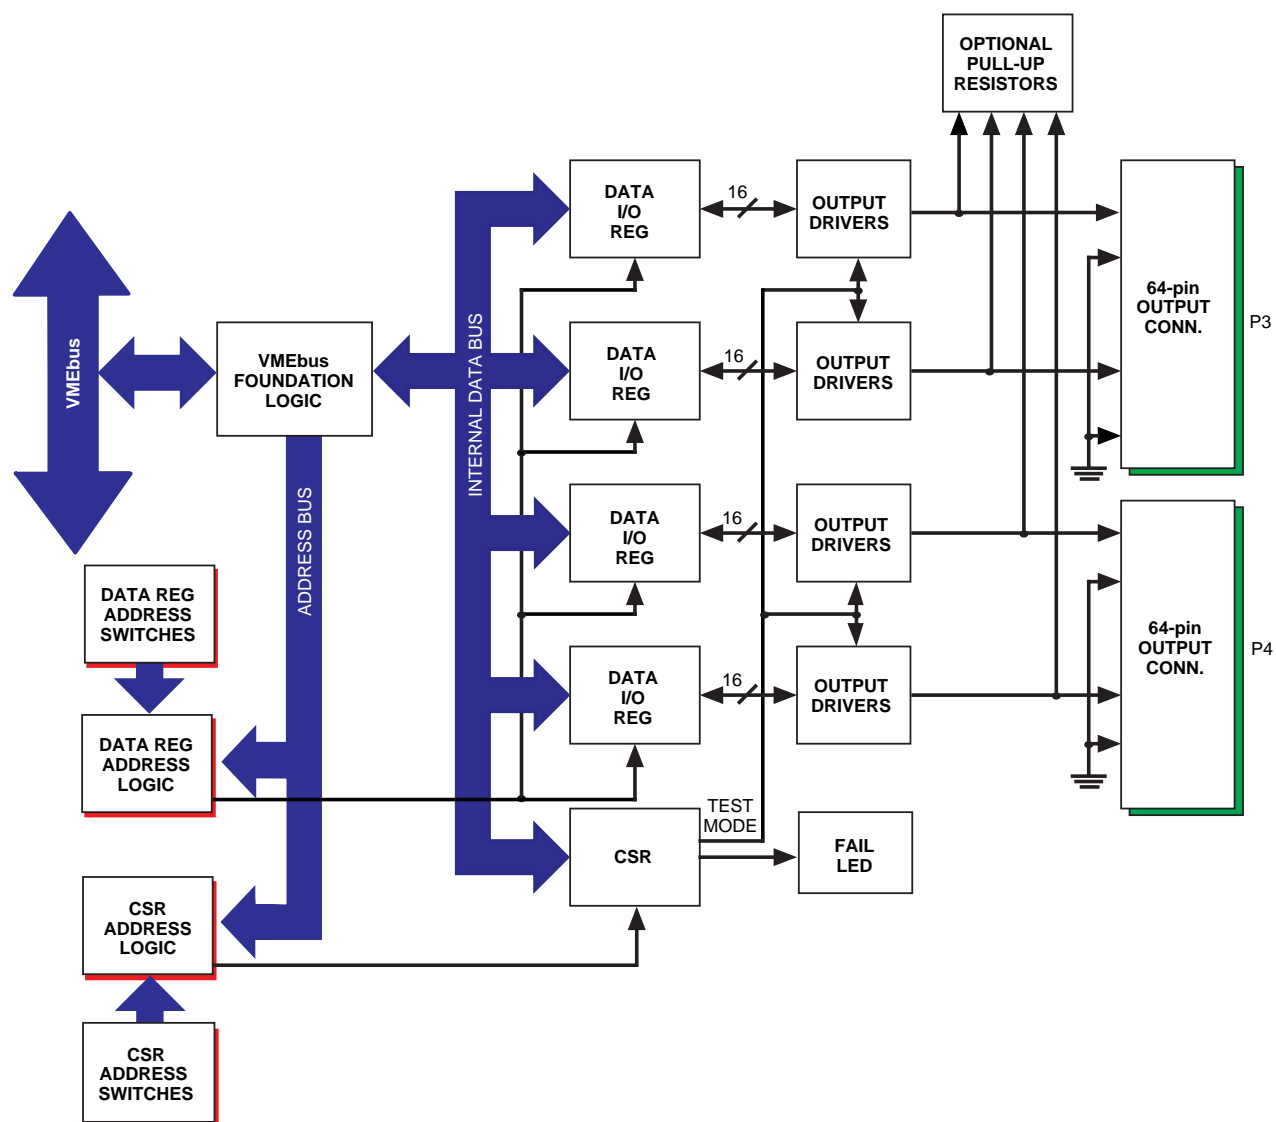 OPTIONAL
PULL-UP
RESISTORS
DATA
I/O
REG
16
OUTPUT
DRIVERS
64-pin
OUTPUT
CONN.
P3
VMEbus
VMEbus
FOUNDATION
LOGIC
INTERNAL DATA BUS
DATA
I/O
REG
16
OUTPUT
DRIVERS
ADDRESS BUS
DATA
I/O
REG
16
OUTPUT
DRIVERS
DATA REG
ADDRESS
SWITCHES
64-pin
OUTPUT
CONN.
P4
DATA
I/O
REG
16
OUTPUT
DRIVERS
DATA REG
ADDRESS
LOGIC
TEST
MODE
CSR
FAIL
LED
CSR
ADDRESS
LOGIC
CSR
ADDRESS
SWITCHES